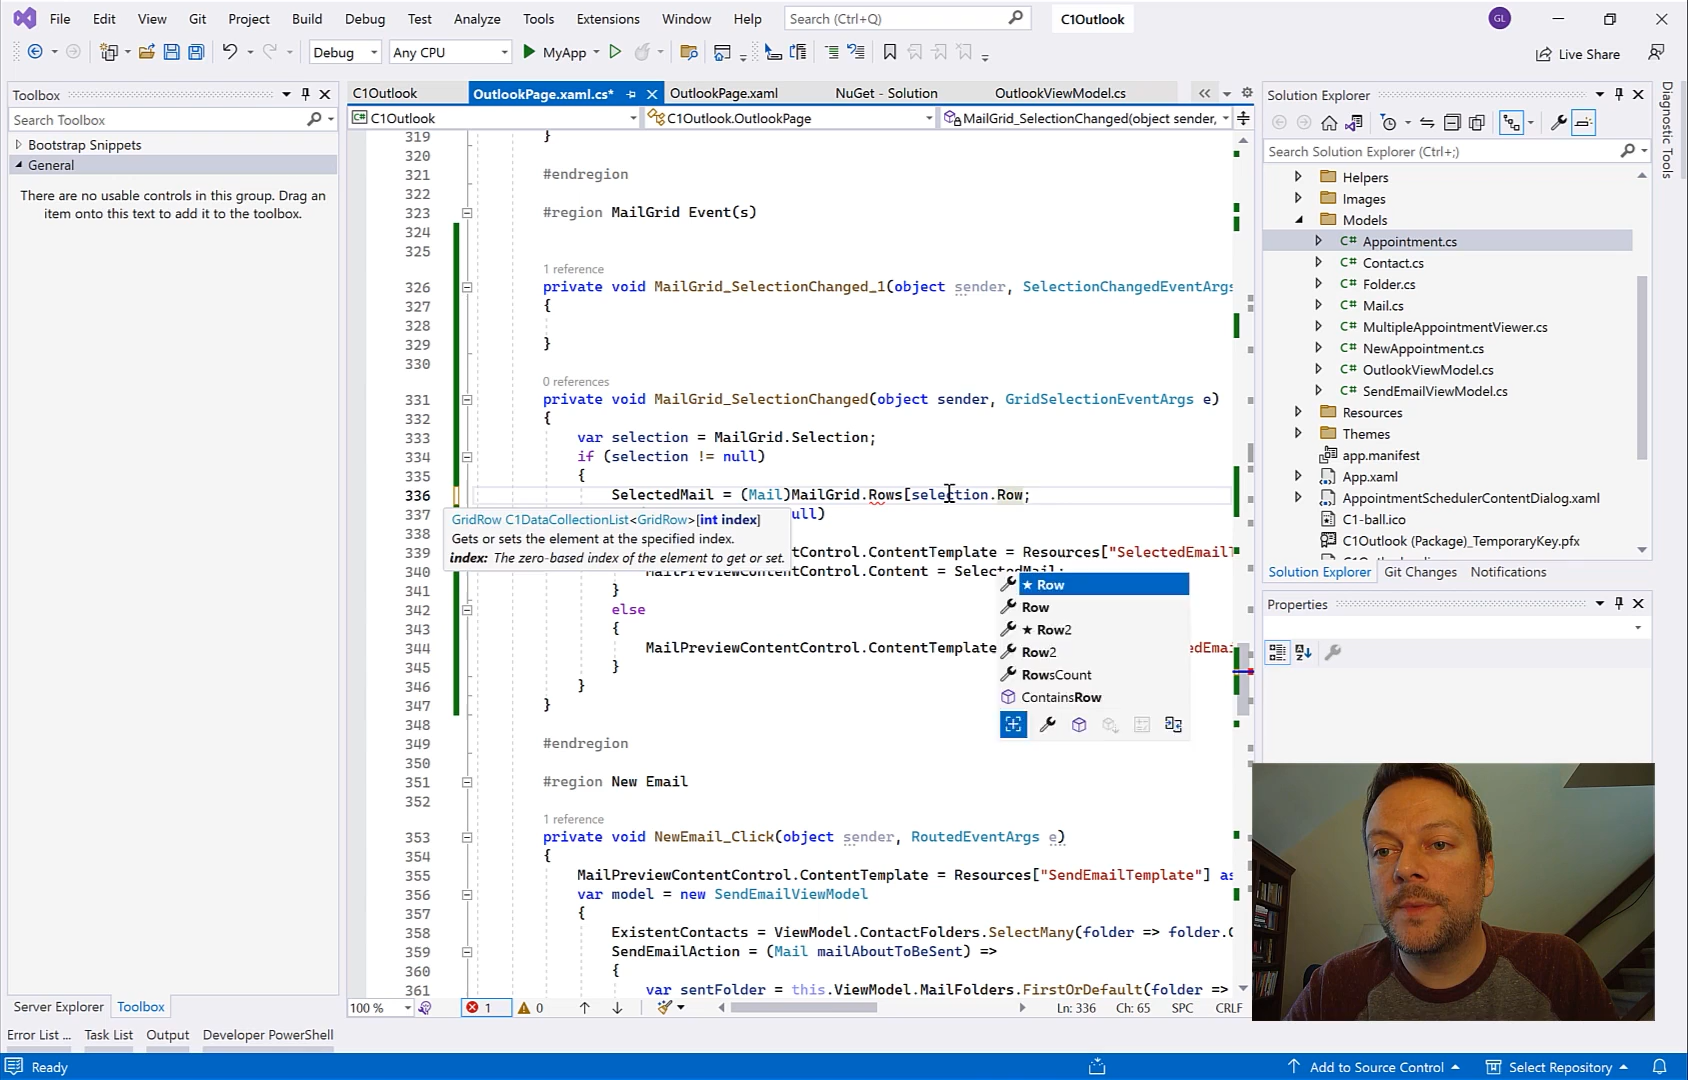 File Edit View Git Project Build Debug Test Analyze Tools Extensions Window Help Search (Ctrl+Q) C1Outlook GL
Debug Any CPU MyApp Live Share
Toolbox
Search Toolbox
Bootstrap Snippets
General
There are no usable controls in this group. Drag an
item onto this text to add it to the toolbox.
Server Explorer Toolbox
C1Outlook OutlookPage.xaml.cs* OutlookPage.xaml NuGet - Solution OutlookViewModel.cs
C1Outlook C1Outlook.OutlookPage MailGrid_SelectionChanged(object sender,
319 }
320
321 #endregion
322
323 #region MailGrid Event(s)
324
325
1 reference
326 private void MailGrid_SelectionChanged_1(object sender, SelectionChangedEventArgs
327 {
328
329 }
330
0 references
331 private void MailGrid_SelectionChanged(object sender, GridSelectionEventArgs e)
332 {
333 var selection = MailGrid.Selection;
334 if (selection != null)
335 {
336 SelectedMail = (Mail)MailGrid.Rows[selection.Row;
337 ull)
GridRow C1DataCollectionList<GridRow>[int index]
Gets or sets the element at the specified index.
index: The zero-based index of the element to get or set.
338
339 ntControl.ContentTemplate = Resources["SelectedEmailT
340 MailPreviewContentControl.Content = SelectedMail;
341 }
342 else
343 {
344 MailPreviewContentControl.ContentTemplate edEmai
345 }
346 }
347 }
Row
Row
Row2
Row2
RowsCount
ContainsRow
348
349 #endregion
350
351 #region New Email
352
1 reference
353 private void NewEmail_Click(object sender, RoutedEventArgs e)
354 {
355 MailPreviewContentControl.ContentTemplate = Resources["SendEmailTemplate"] as
356 var model = new SendEmailViewModel
357 {
358 ExistentContacts = ViewModel.ContactFolders.SelectMany(folder => folder.C
359 SendEmailAction = (Mail mailAboutToBeSent) =>
360 {
361 var sentFolder = this.ViewModel.MailFolders.FirstOrDefault(folder =>
100 % 1 0 Ln: 336 Ch: 65 SPC CRLF
Solution Explorer
Search Solution Explorer (Ctrl+;)
Helpers
Images
Models
C# Appointment.cs
C# Contact.cs
C# Folder.cs
C# Mail.cs
C# MultipleAppointmentViewer.cs
C# NewAppointment.cs
C# OutlookViewModel.cs
C# SendEmailViewModel.cs
Resources
Themes
app.manifest
App.xaml
AppointmentSchedulerContentDialog.xaml
C1-ball.ico
C1Outlook (Package)_TemporaryKey.pfx
Solution Explorer Git Changes Notifications
Properties
Diagnostic Tools
Error List ... Task List Output Developer PowerShell
Ready Add to Source Control Select Repository